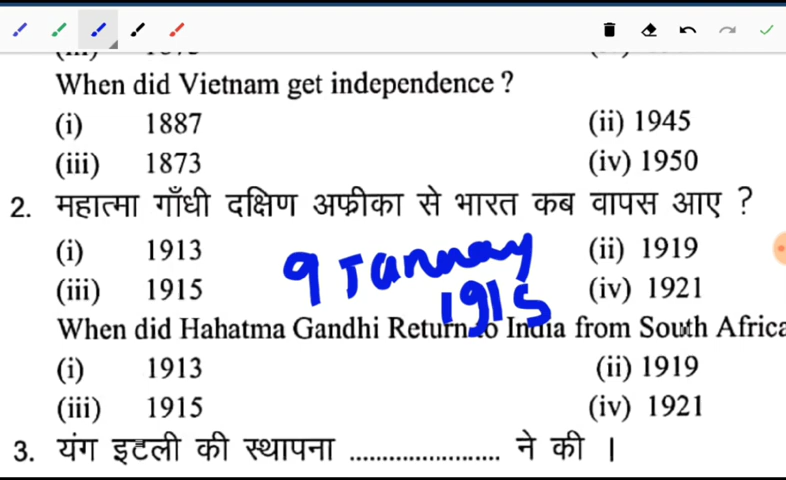 When did Vietnam get independence ?
(i) 1887 (ii) 1945
(iii) 1873 (iv) 1950
2. महात्मा गाँधी दक्षिण अफ्रीका से भारत कब वापस आए ?
(i) 1913 (ii) 1919
9 January
(iii) 1915 (iv) 1921
1915
When did Hahatma Gandhi Return to India from South Africa
(i) 1913 (ii) 1919
(iii) 1915 (iv) 1921
3. यंग इटली की स्थापना ........................ ने की ।